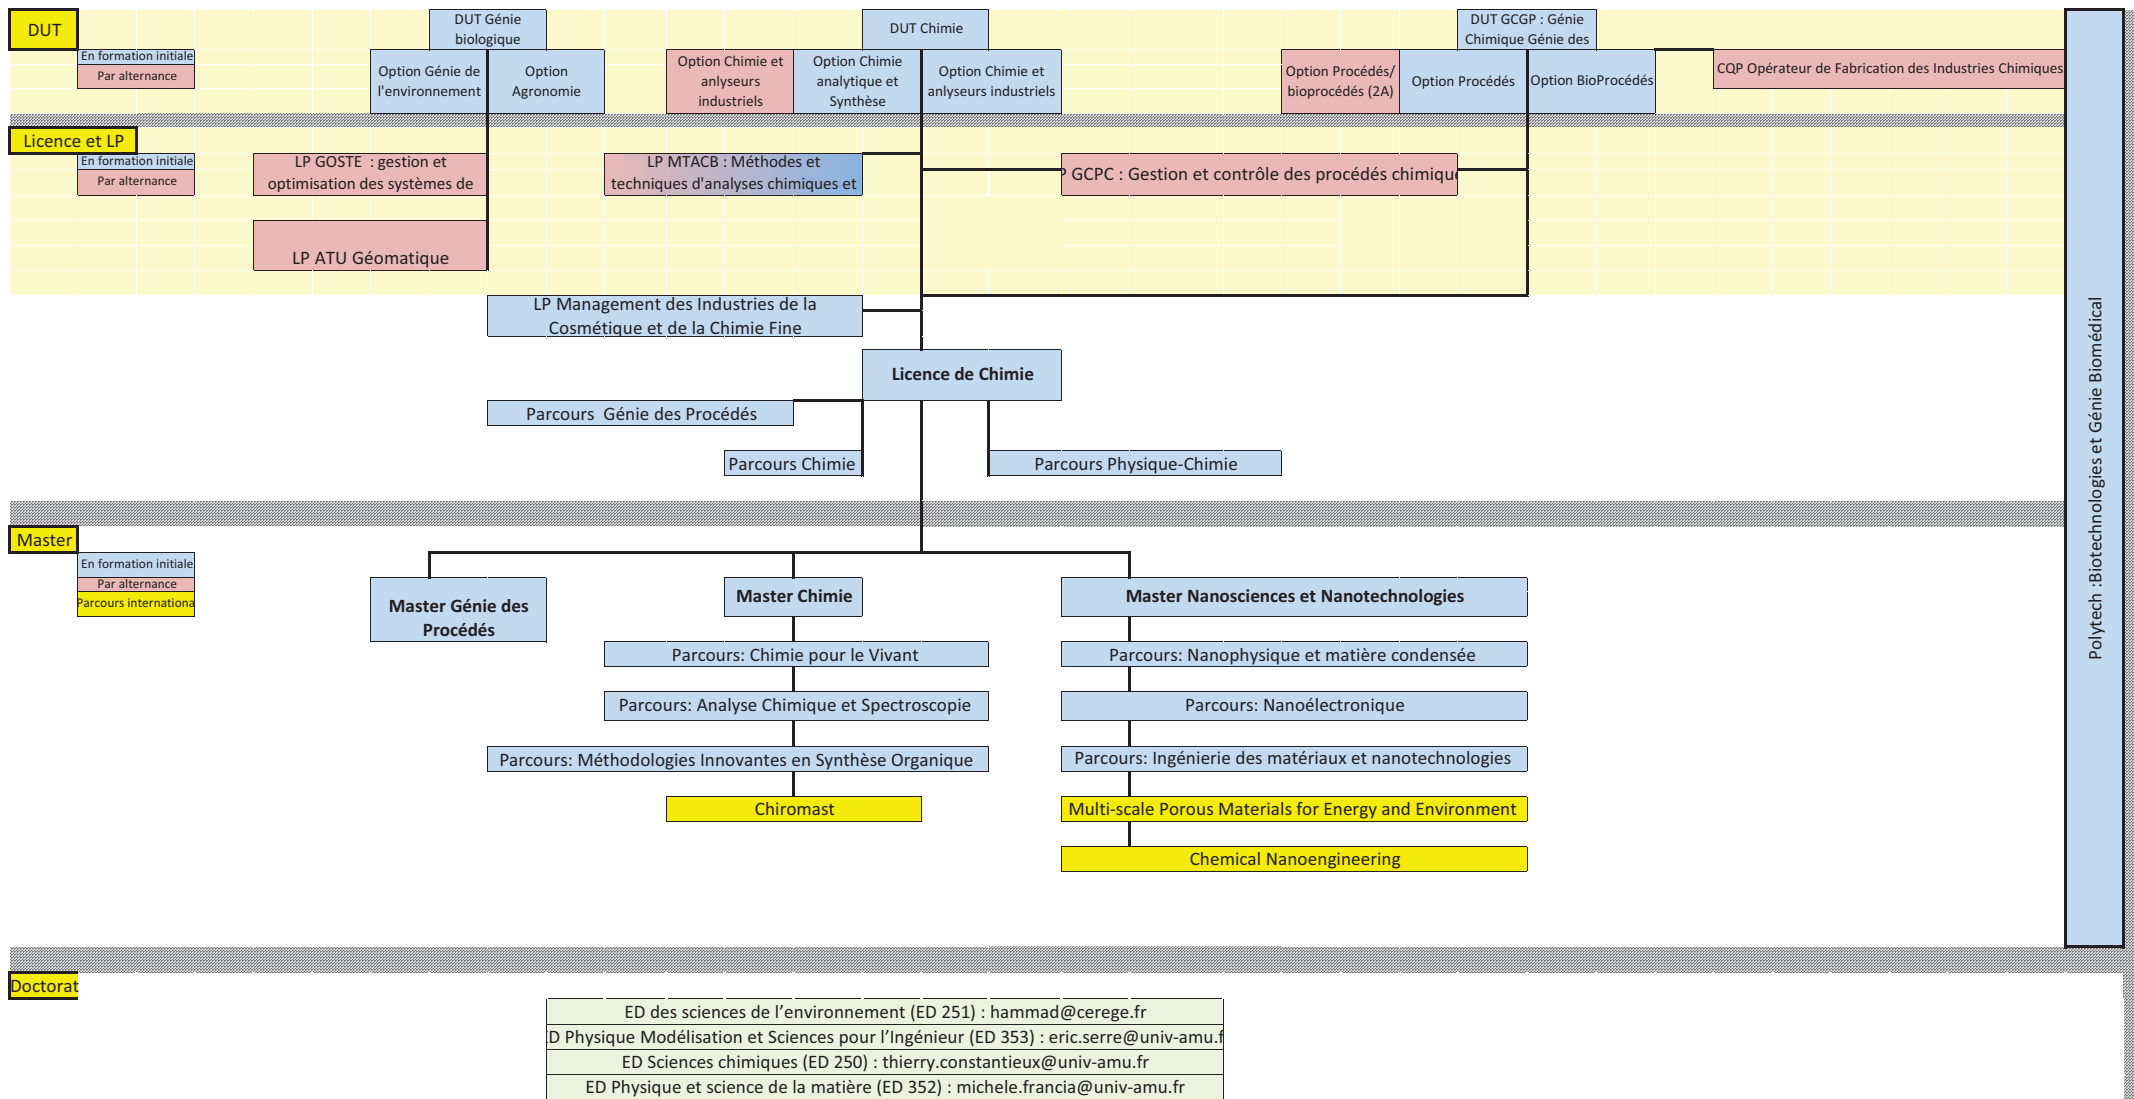 DUT
En formation initiale
Par alternance
DUT Génie
biologique
Option Génie de
l'environnement
Option
Agronomie
DUT Chimie
Option Chimie et
anlyseurs
industriels
Option Chimie
analytique et
Synthèse
Option Chimie et
anlyseurs industriels
DUT GCGP : Génie
Chimique Génie des
Option Procédés/
bioprocédés (2A)
Option Procédés
Option BioProcédés
CQP Opérateur de Fabrication des Industries Chimiques
Licence et LP
En formation initiale
Par alternance
LP GOSTE : gestion et
optimisation des systèmes de
LP MTACB : Méthodes et
techniques d'analyses chimiques et
P GCPC : Gestion et contrôle des procédés chimiqu
LP ATU Géomatique
LP Management des Industries de la
Cosmétique et de la Chimie Fine
Licence de Chimie
Parcours Génie des Procédés
Parcours Chimie
Parcours Physique-Chimie
Polytech :Biotechnologies et Génie Biomédical
Master
En formation initiale
Par alternance
Parcours internationa
Master Génie des
Procédés
Master Chimie
Parcours: Chimie pour le Vivant
Parcours: Analyse Chimique et Spectroscopie
Parcours: Méthodologies Innovantes en Synthèse Organique
Chiromast
Master Nanosciences et Nanotechnologies
Parcours: Nanophysique et matière condensée
Parcours: Nanoélectronique
Parcours: Ingénierie des matériaux et nanotechnologies
Multi-scale Porous Materials for Energy and Environment
Chemical Nanoengineering
Doctorat
ED des sciences de l’environnement (ED 251) : hammad@cerege.fr
ED Physique Modélisation et Sciences pour l’Ingénieur (ED 353) : eric.serre@univ-amu.f
ED Sciences chimiques (ED 250) : thierry.constantieux@univ-amu.fr
ED Physique et science de la matière (ED 352) : michele.francia@univ-amu.fr